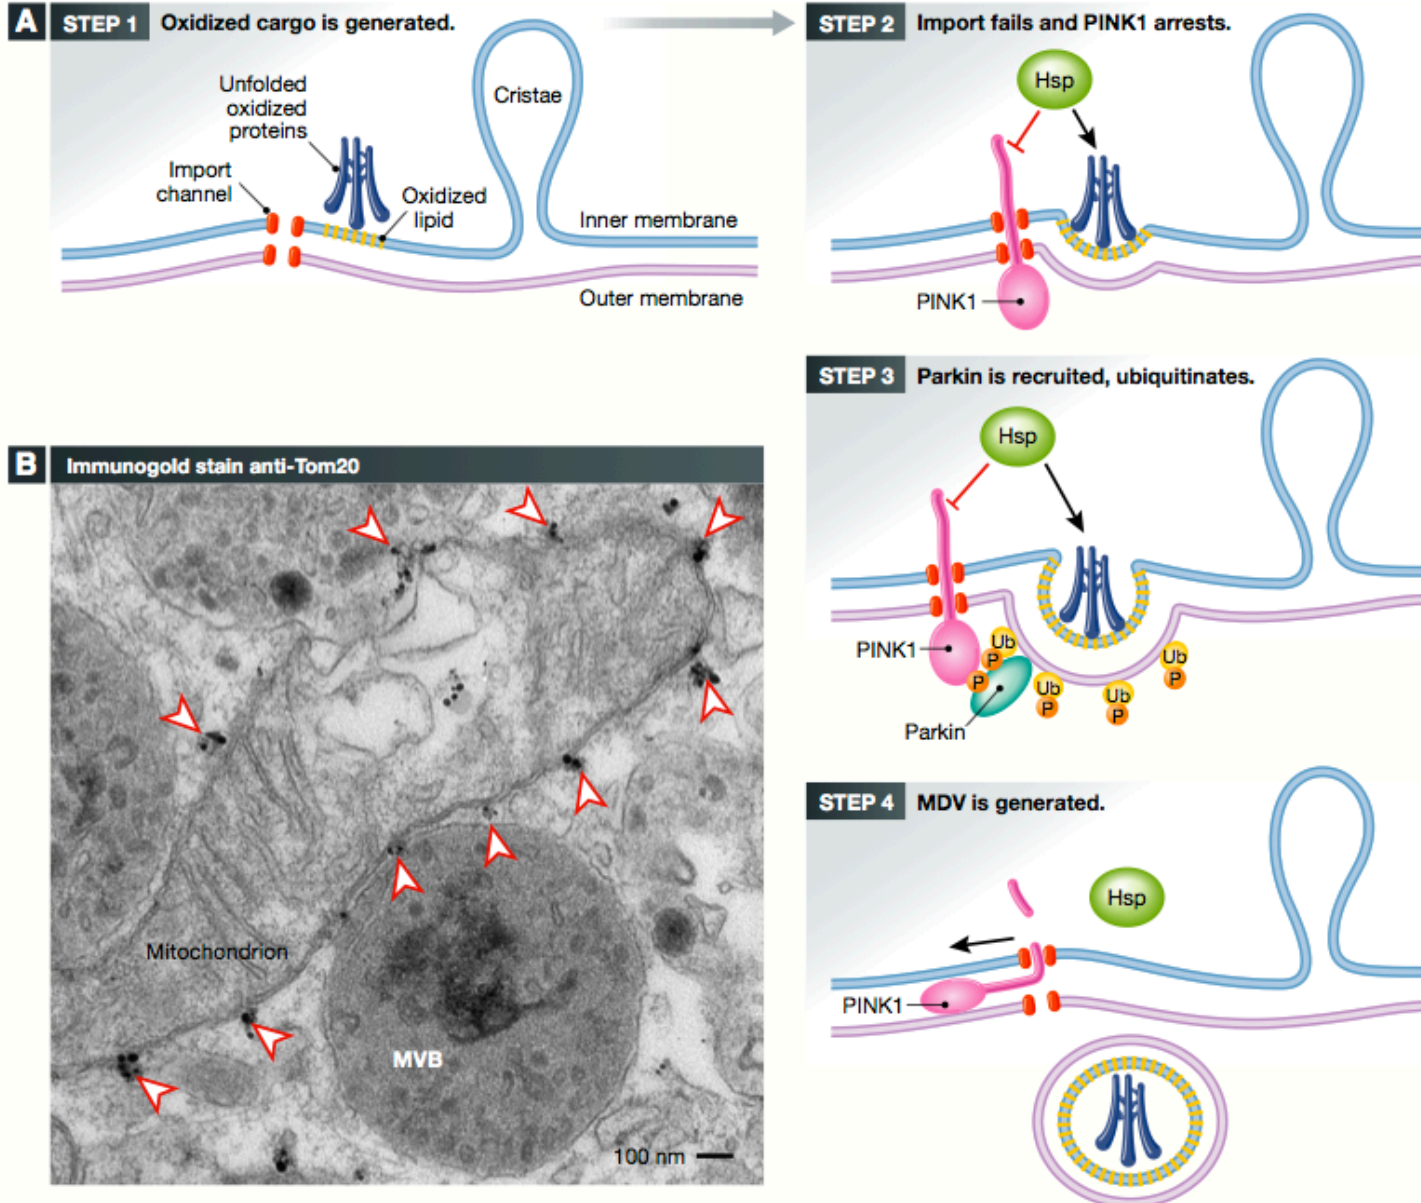 A
STEP 1 Oxidized cargo is generated.
Unfolded
oxidized
proteins
Cristae
Import
channel
Oxidized
lipid
Inner membrane
Outer membrane
STEP 2 Import fails and PINK1 arrests.
Hsp
PINK1
STEP 3 Parkin is recruited, ubiquitinates.
Hsp
PINK1
Ub
P
P
Ub
P
Ub
P
Ub
P
Parkin
STEP 4 MDV is generated.
Hsp
PINK1
B
Immunogold stain anti-Tom20
Mitochondrion
MVB
100 nm